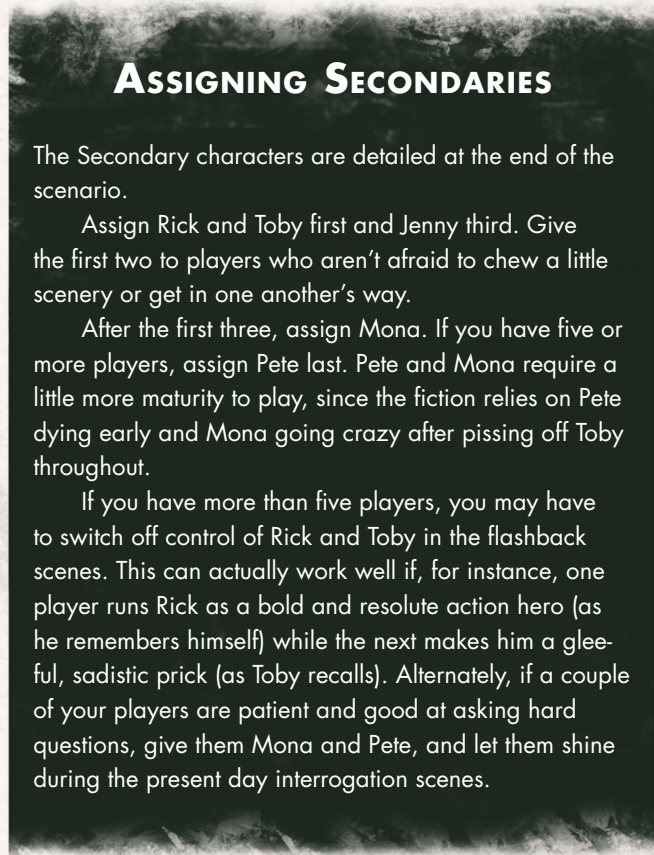 Assigning Secondaries
The Secondary characters are detailed at the end of the
scenario.
Assign Rick and Toby first and Jenny third. Give
the first two to players who aren’t afraid to chew a little
scenery or get in one another’s way.
After the first three, assign Mona. If you have five or
more players, assign Pete last. Pete and Mona require a
little more maturity to play, since the fiction relies on Pete
dying early and Mona going crazy after pissing off Toby
throughout.
If you have more than five players, you may have
to switch off control of Rick and Toby in the flashback
scenes. This can actually work well if, for instance, one
player runs Rick as a bold and resolute action hero (as
he remembers himself) while the next makes him a glee-
ful, sadistic prick (as Toby recalls). Alternately, if a couple
of your players are patient and good at asking hard
questions, give them Mona and Pete, and let them shine
during the present day interrogation scenes.